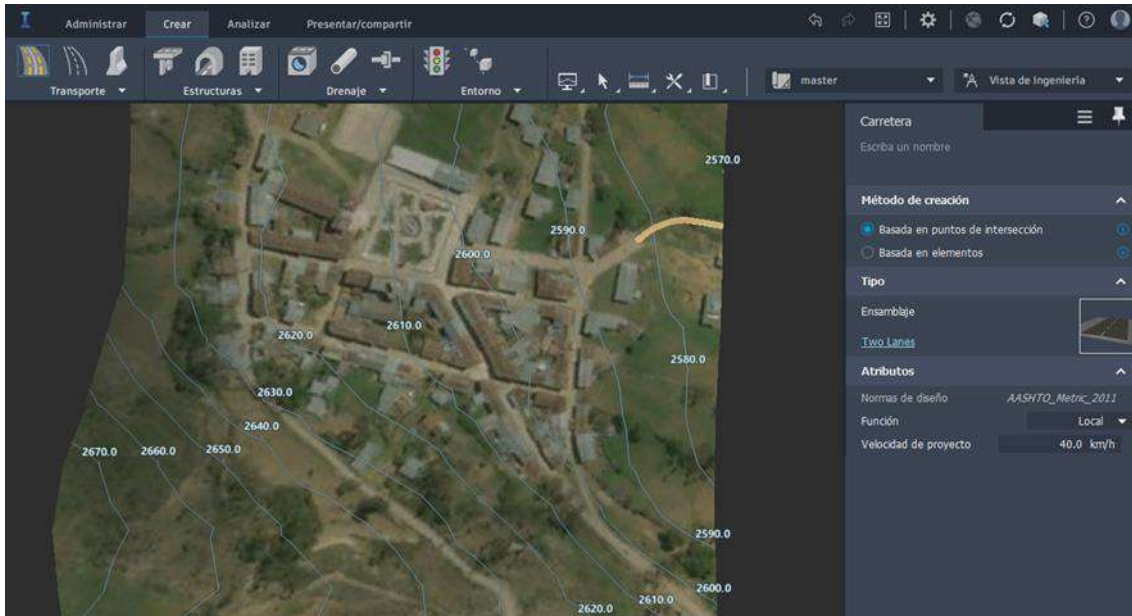 I Administrar Crear Analizar Presentar/compartir
Transporte Estructuras Drenaje Entorno
master Vista de Ingeniería
Carretera
Escriba un nombre
Método de creación
Basada en puntos de intersección
Basada en elementos
Tipo
Ensamblaje
Two Lanes
Atributos
Normas de diseño AASHTO_Metric_2011
Función Local
Velocidad de proyecto 40.0 km/h
2570.0
2590.0
2600.0
2610.0
2620.0
2580.0
2630.0
2640.0
2670.0 2660.0 2650.0
2590.0
2600.0
2610.0
2620.0